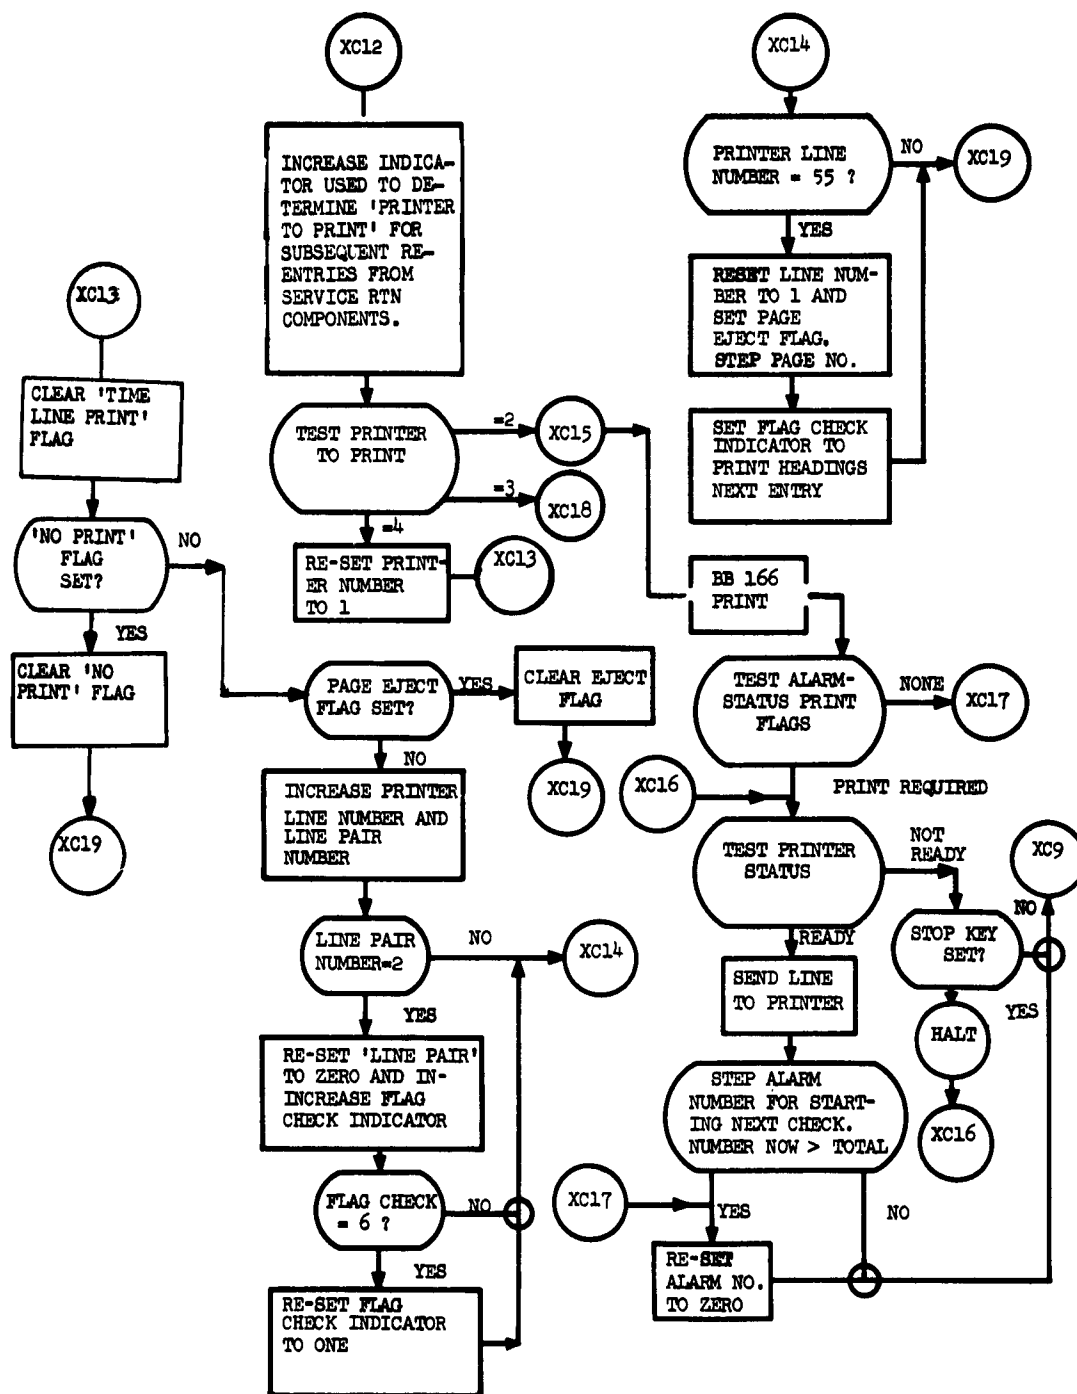 XC12
INCREASE INDICA-
TOR USED TO DE-
TERMINE 'PRINTER
TO PRINT' FOR
SUBSEQUENT RE-
ENTRIES FROM
SERVICE RTN
COMPONENTS.
TEST PRINTER
TO PRINT
=2
XC15
=3
XC18
=4
RE-SET PRINT-
ER NUMBER
TO 1
XC13
XC13
CLEAR 'TIME
LINE PRINT'
FLAG
'NO PRINT'
FLAG
SET?
NO
YES
CLEAR 'NO
PRINT' FLAG
XC19
PAGE EJECT
FLAG SET?
YES
CLEAR EJECT
FLAG
XC19
NO
INCREASE PRINTER
LINE NUMBER AND
LINE PAIR
NUMBER
LINE PAIR
NUMBER=2
NO
XC14
YES
RE-SET 'LINE PAIR'
TO ZERO AND IN-
INCREASE FLAG
CHECK INDICATOR
FLAG CHECK
= 6 ?
NO
YES
RE-SET FLAG
CHECK INDICATOR
TO ONE
XC14
PRINTER LINE
NUMBER = 55 ?
NO
XC19
YES
RESET LINE NUM-
BER TO 1 AND
SET PAGE
EJECT FLAG.
STEP PAGE NO.
SET FLAG CHECK
INDICATOR TO
PRINT HEADINGS
NEXT ENTRY
BB 166
PRINT
TEST ALARM-
STATUS PRINT
FLAGS
NONE
XC17
XC16
PRINT REQUIRED
TEST PRINTER
STATUS
NOT
READY
XC9
NO
STOP KEY
SET?
YES
HALT
XC16
READY
SEND LINE
TO PRINTER
STEP ALARM
NUMBER FOR START-
ING NEXT CHECK.
NUMBER NOW > TOTAL
XC17
YES
NO
RE-SET
ALARM NO.
TO ZERO